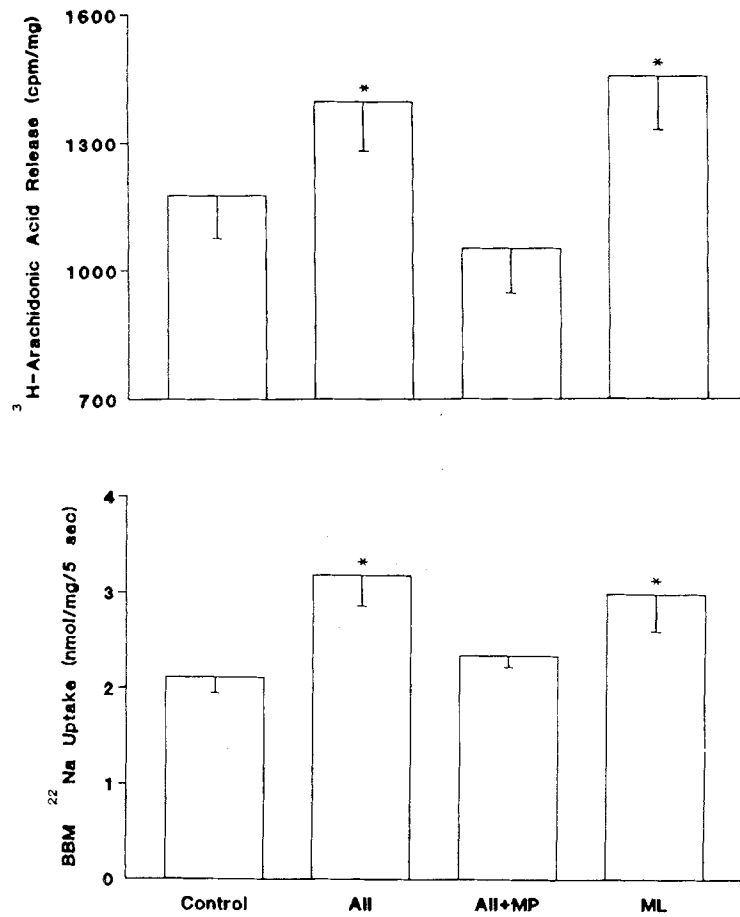 ³H-Arachidonic Acid Release (cpm/mg)
1600
1300
1000
700
*
*
BBM ²²Na Uptake (nmol/mg/5 sec)
4
3
2
1
0
*
*
Control
AII
AII+MP
ML